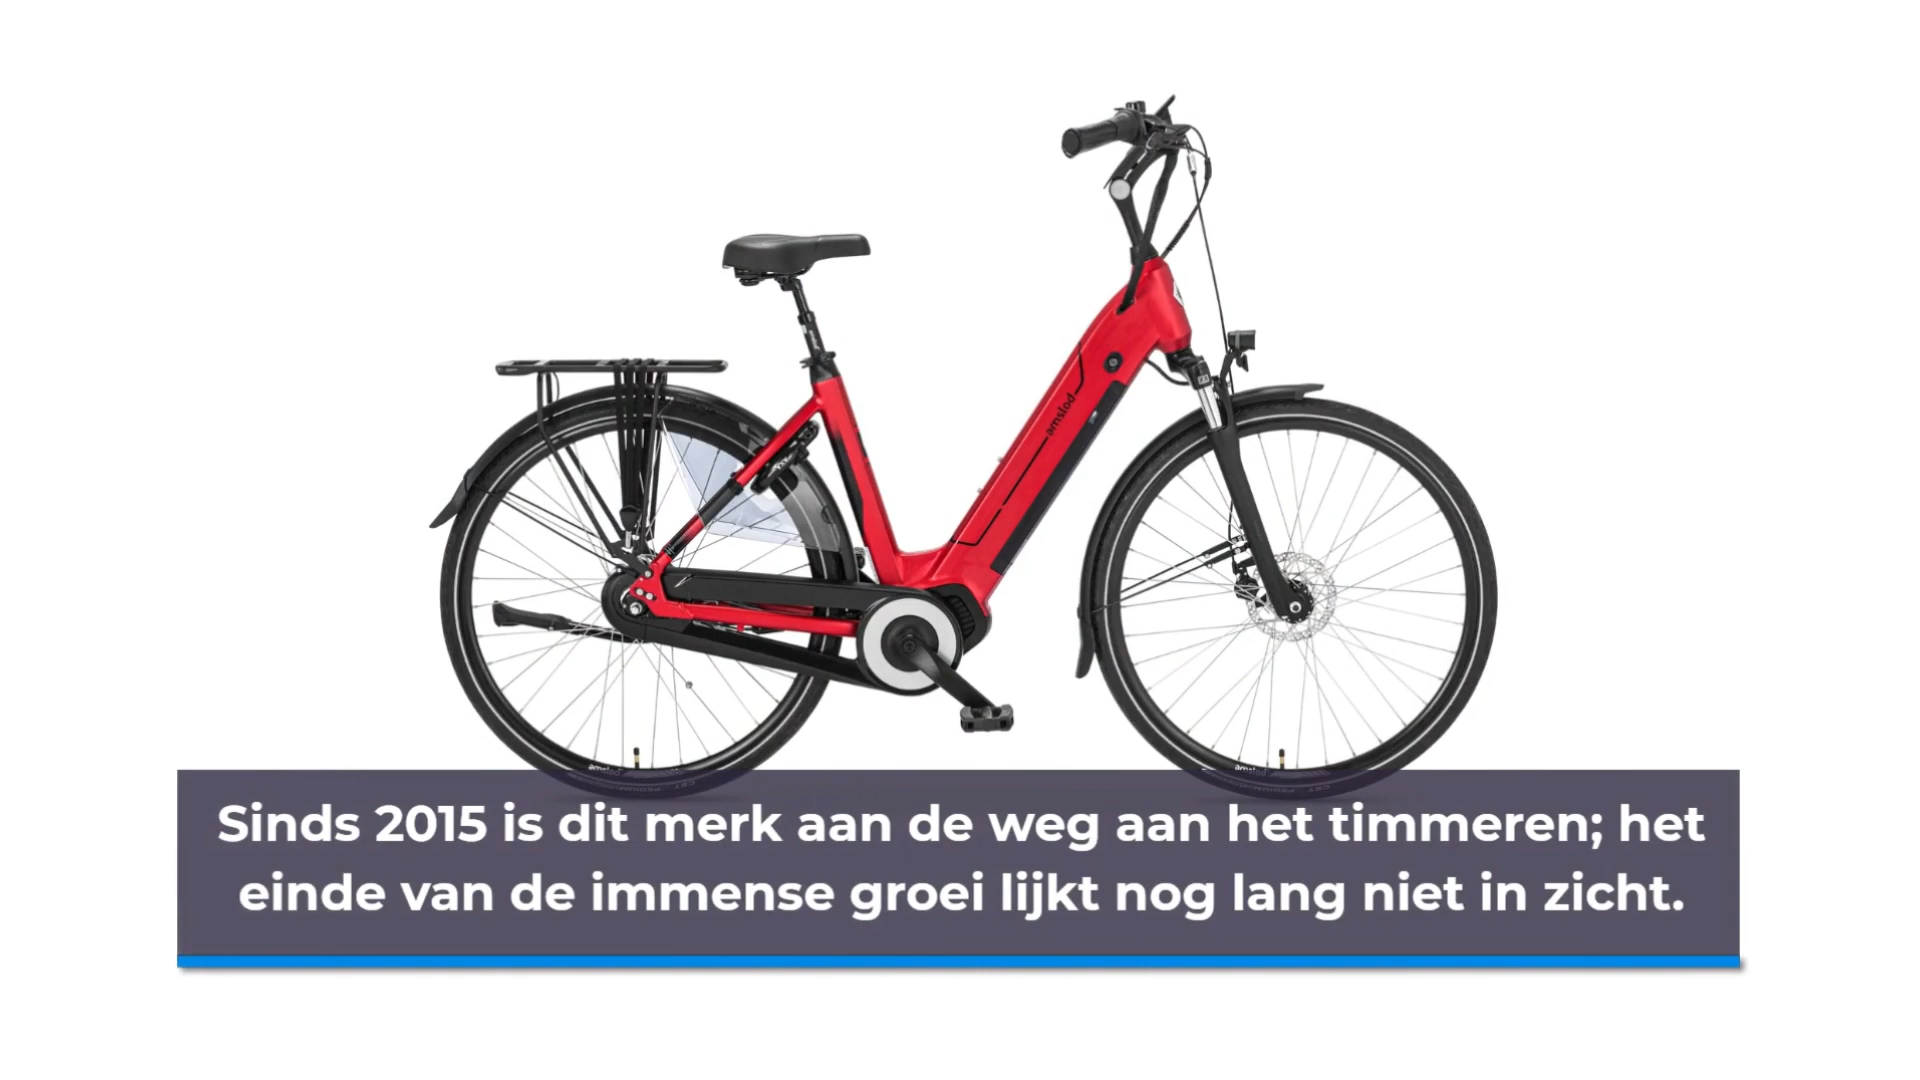 amslod
Sinds 2015 is dit merk aan de weg aan het timmeren; het
einde van de immense groei lijkt nog lang niet in zicht.